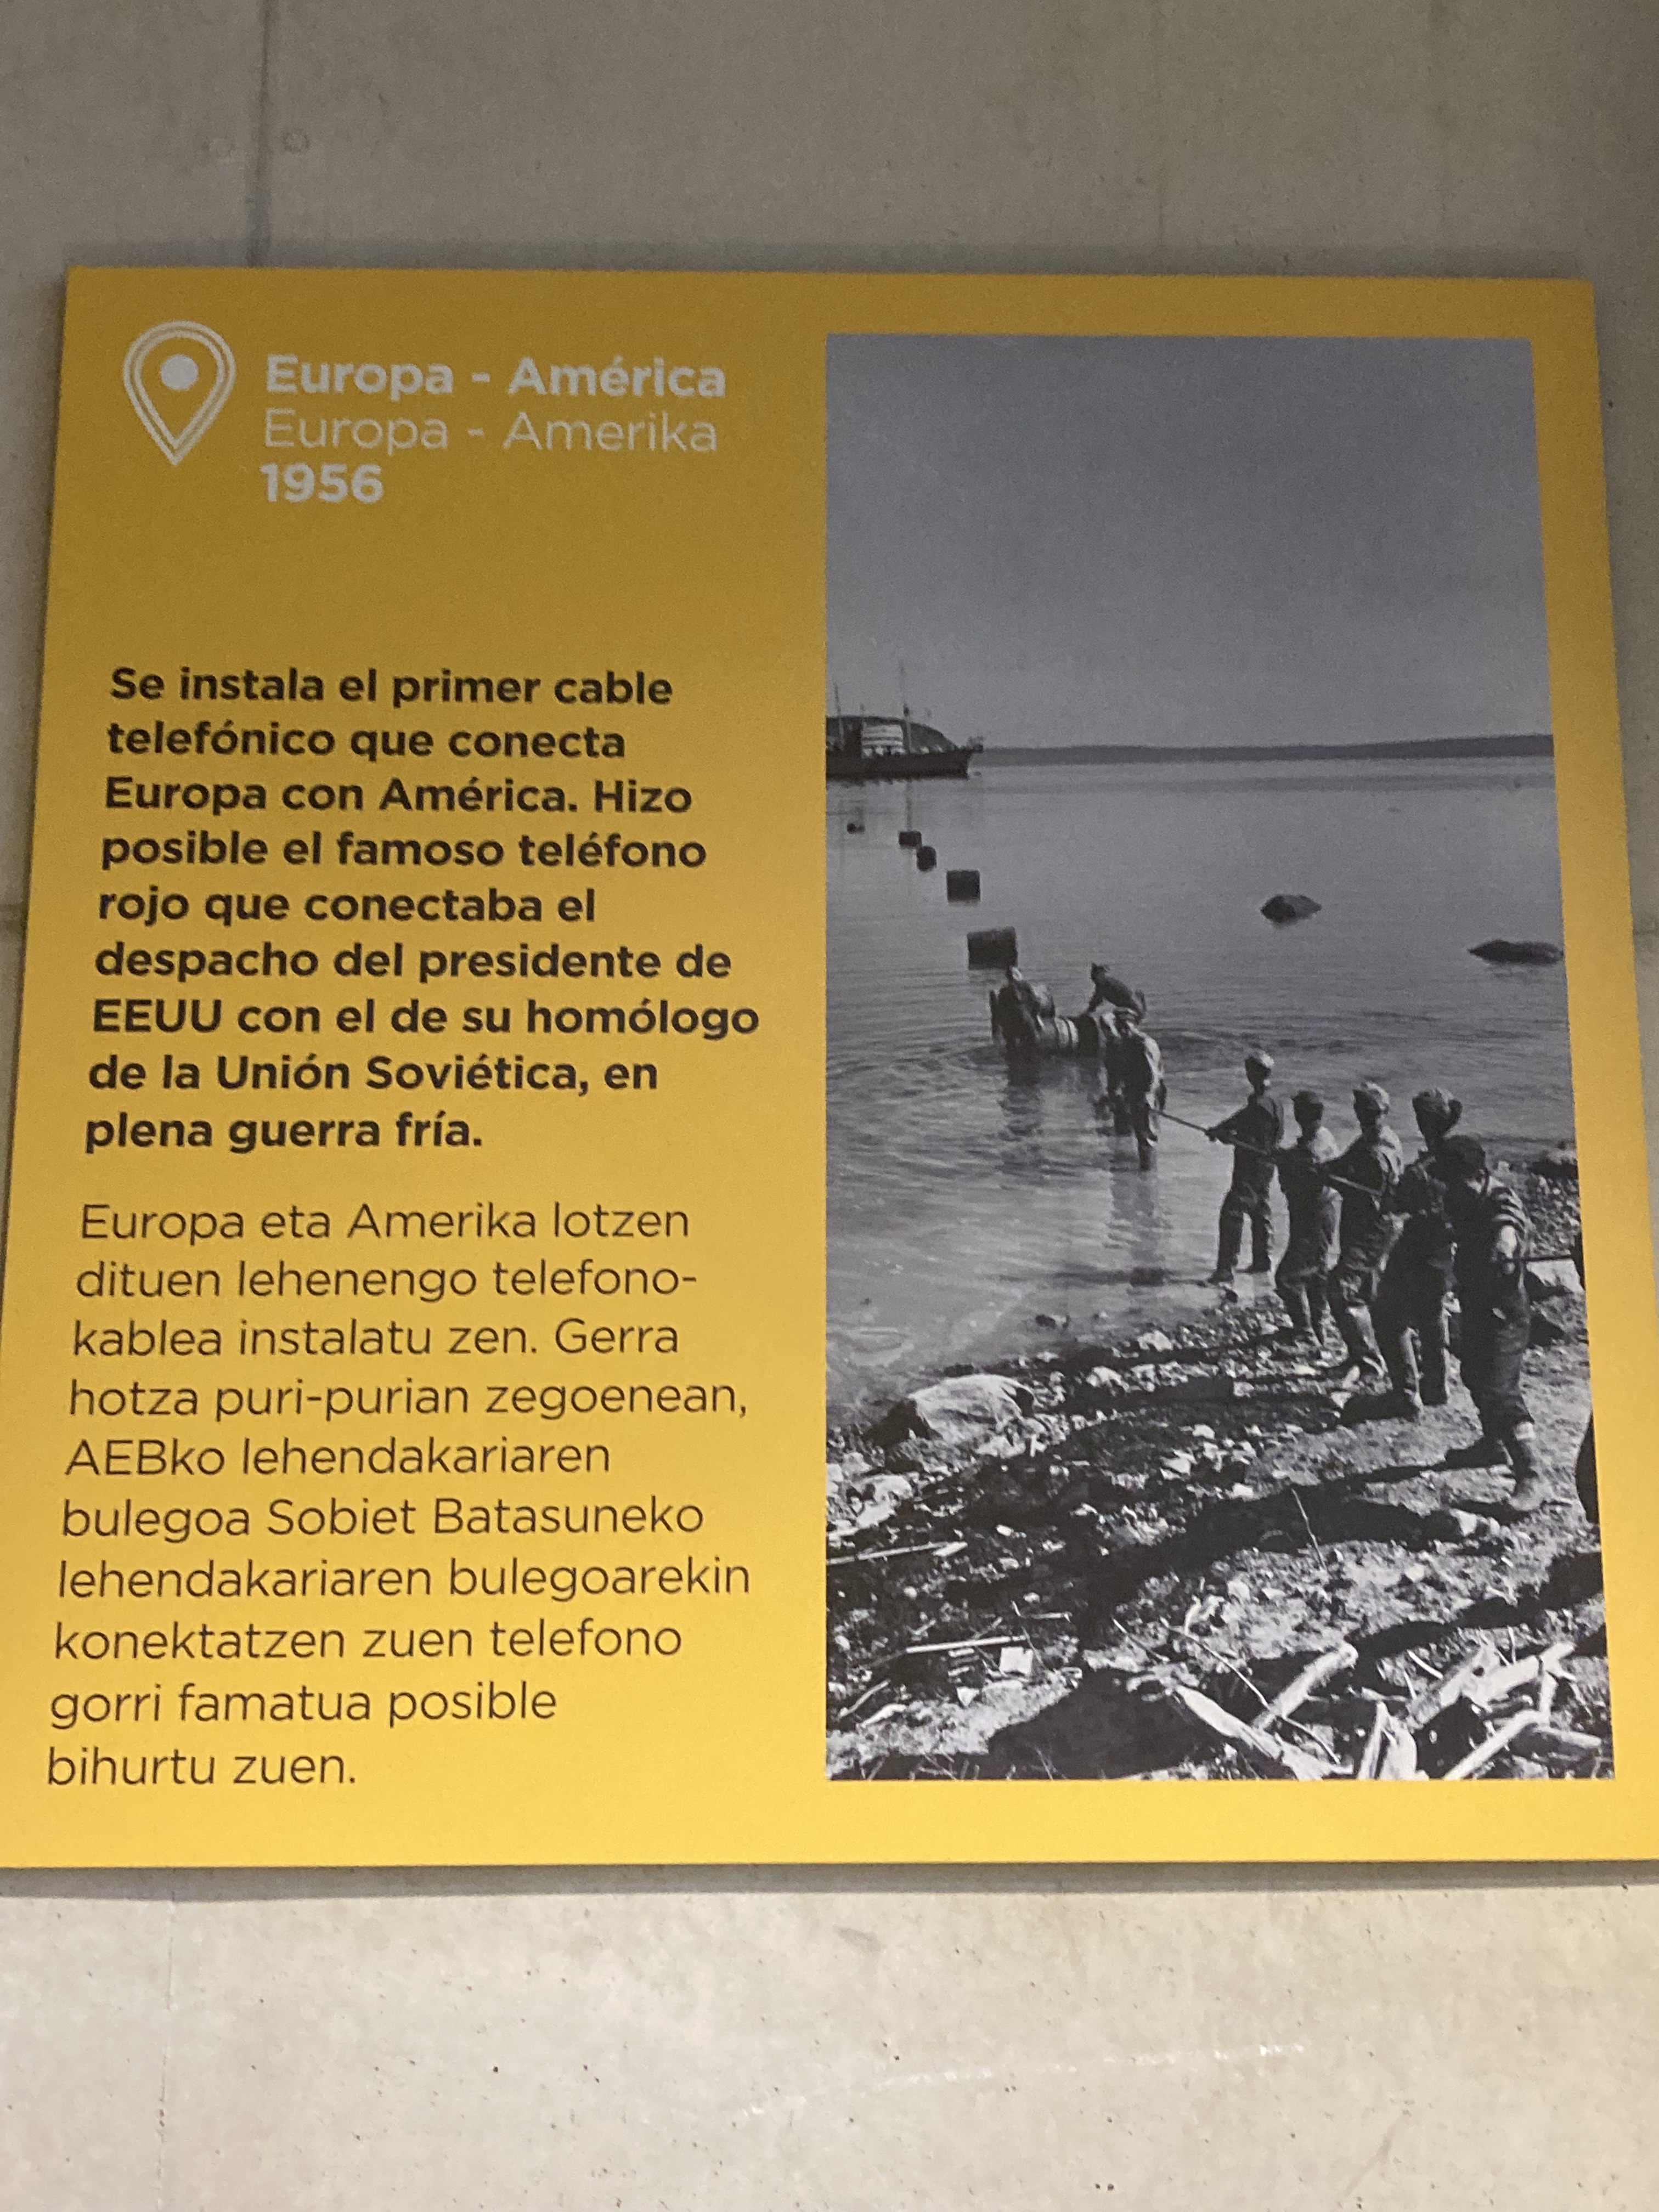 Europa - América
Europa - Amerika
1956
Se instala el primer cable
telefónico que conecta
Europa con América. Hizo
posible el famoso teléfono
rojo que conectaba el
despacho del presidente de
EEUU con el de su homólogo
de la Unión Soviética, en
plena guerra fría.
Europa eta Amerika lotzen
dituen lehenengo telefono-
kablea instalatu zen. Gerra
hotza puri-purian zegoenean,
AEBko lehendakariaren
bulegoa Sobiet Batasuneko
lehendakariaren bulegoarekin
konektatzen zuen telefono
gorri famatua posible
bihurtu zuen.